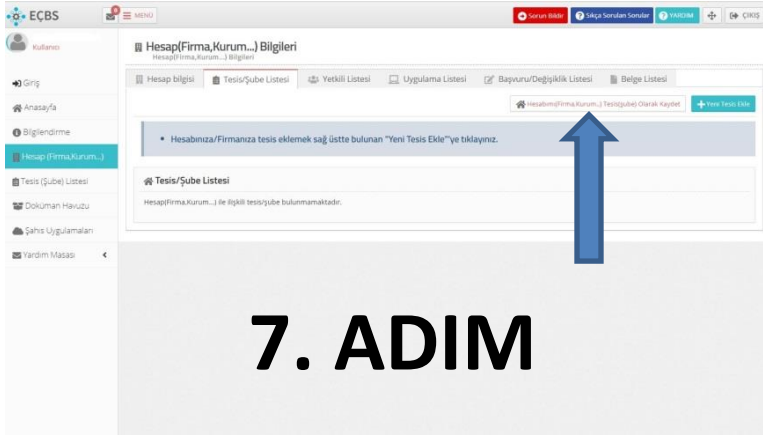 EÇBS
MENÜ
Sorun Bildir
Sıkça Sorulan Sorular
YARDIM
ÇIKIŞ
Kullanıcı
Giriş
Anasayfa
Bilgilendirme
Hesap (Firma,Kurum...)
Tesis (Şube) Listesi
Doküman Havuzu
Şahıs Uygulamaları
Yardım Masası
Hesap(Firma,Kurum...) Bilgileri
Hesap(Firma,Kurum...) Bilgileri
Hesap bilgisi
Tesis/Şube Listesi
Yetkili Listesi
Uygulama Listesi
Başvuru/Değişiklik Listesi
Belge Listesi
Hesabımı(Firma,Kurum..) Tesis(şube) Olarak Kaydet
Yeni Tesis Ekle
Hesabınıza/Firmanıza tesis eklemek sağ üstte bulunan "Yeni Tesis Ekle"'ye tıklayınız.
Tesis/Şube Listesi
Hesap(Firma,Kurum...) ile ilişkili tesis/şube bulunmamaktadır.
7. ADIM